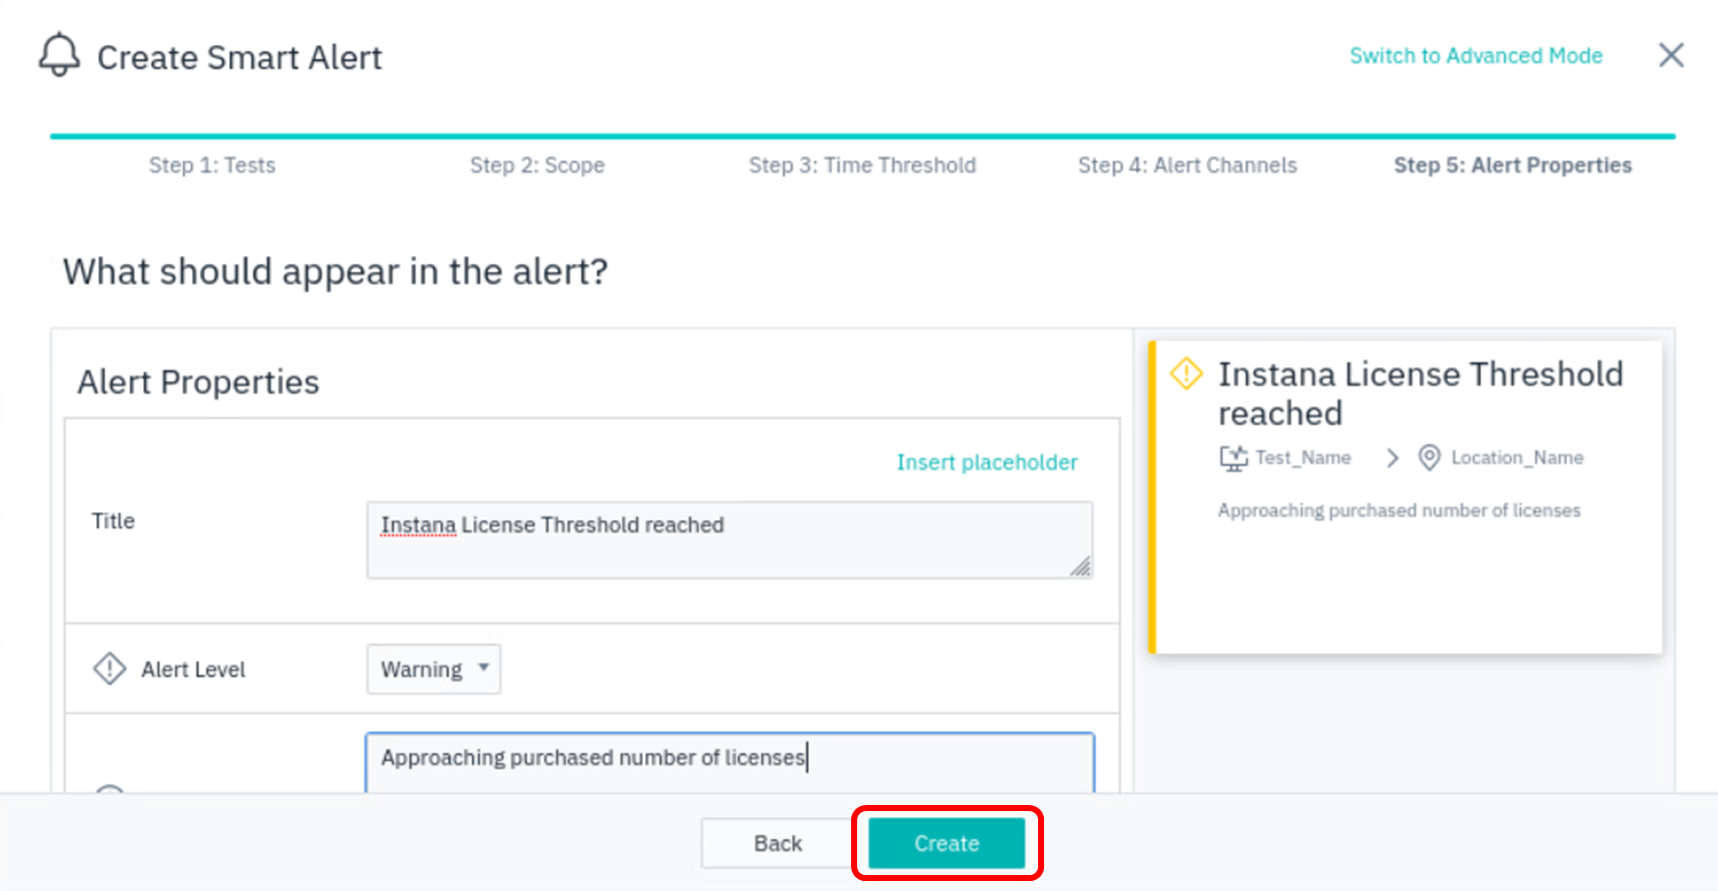 Create Smart Alert
Switch to Advanced Mode
Step 1: Tests
Step 2: Scope
Step 3: Time Threshold
Step 4: Alert Channels
Step 5: Alert Properties
What should appear in the alert?
Alert Properties
Insert placeholder
Title
Instana License Threshold reached
Alert Level
Warning
Approaching purchased number of licenses
Instana License Threshold
reached
Test_Name
Location_Name
Approaching purchased number of licenses
Back
Create